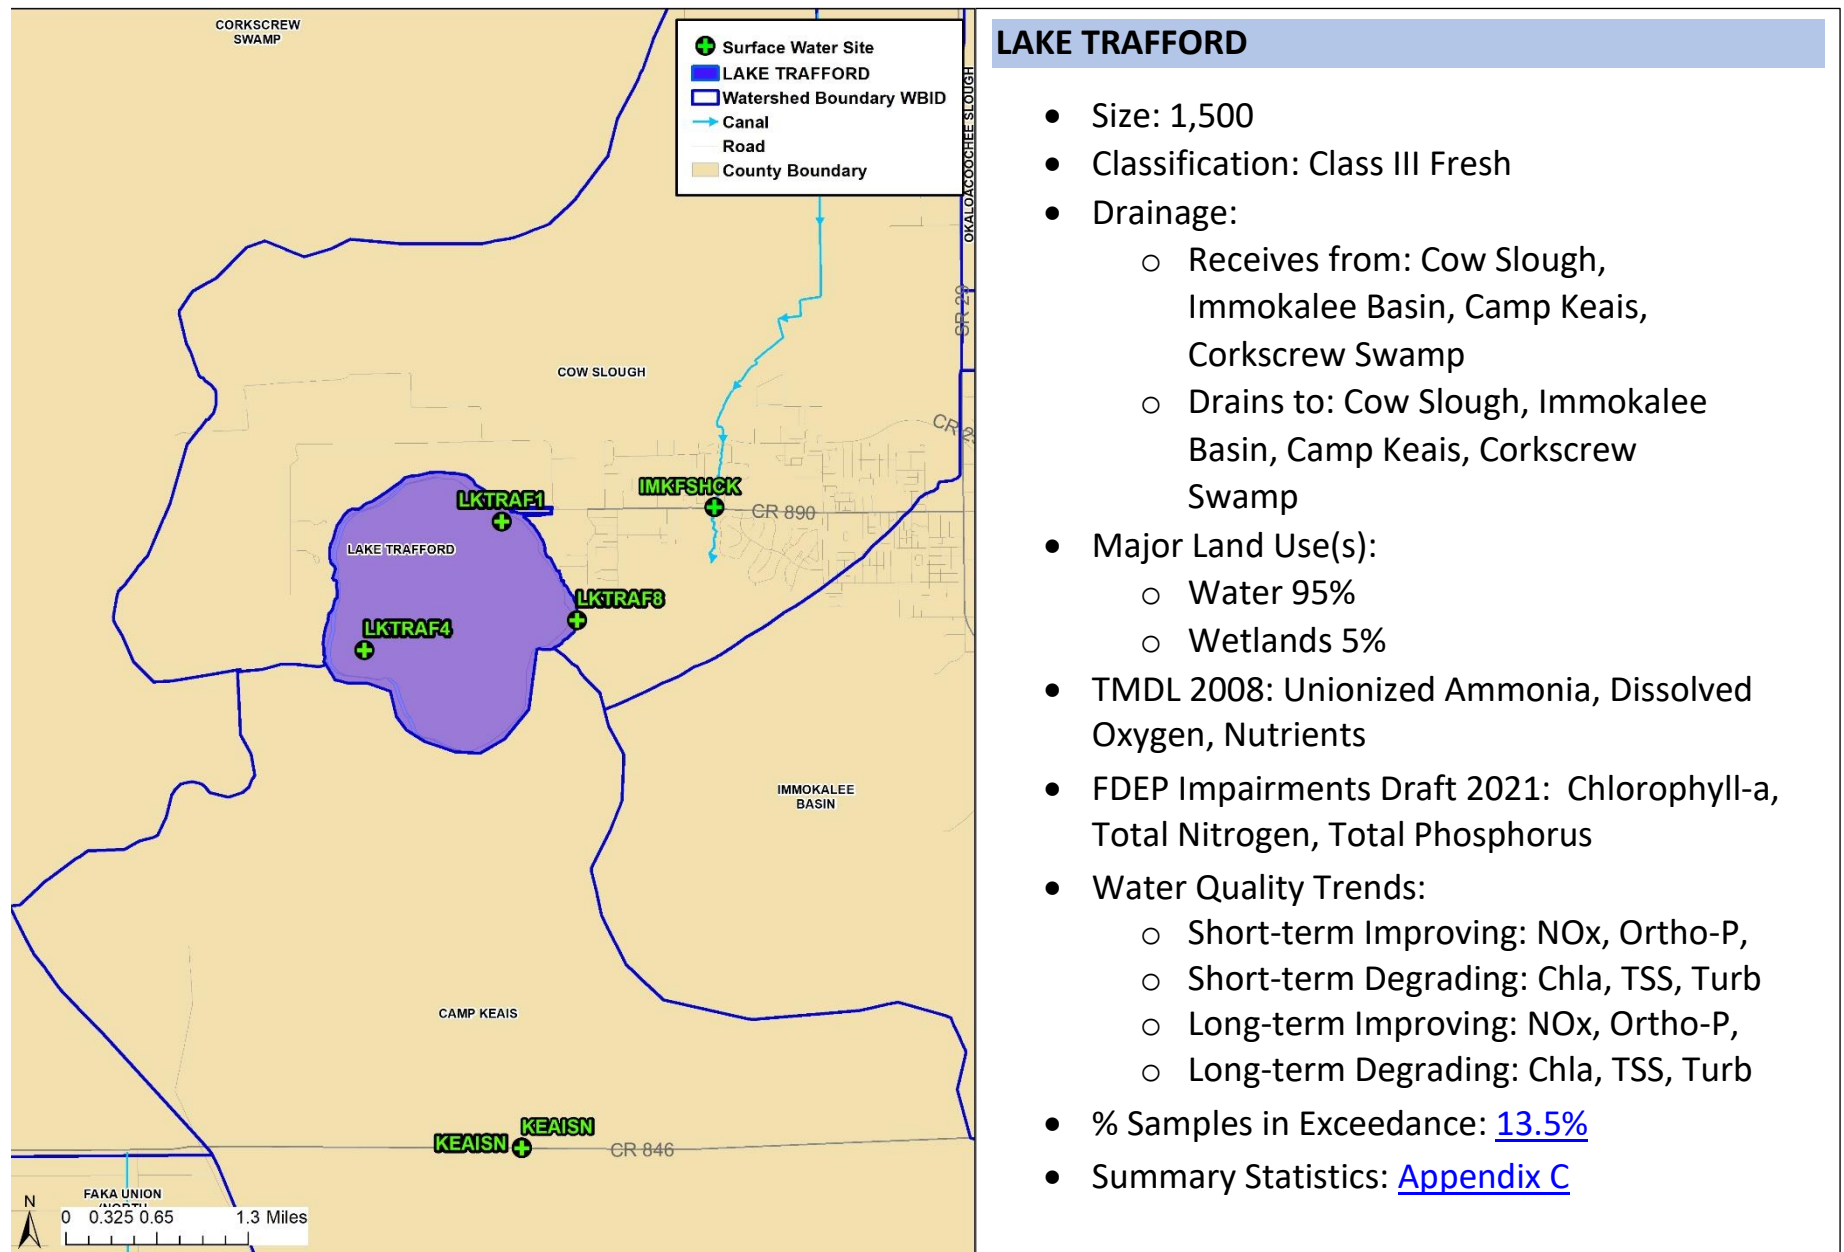 CORKSCREW
SWAMP
Surface Water Site
LAKE TRAFFORD
Watershed Boundary WBID
Canal
Road
County Boundary
OKALOACOOCHEE SLOUGH
SR 29
COW SLOUGH
CR 29
LKTRAF1
IMKFSHCK
CR 890
LAKE TRAFFORD
LKTRAF8
LKTRAF4
IMMOKALEE
BASIN
CAMP KEAIS
KEAISN
KEAISN
CR 846
FAKA UNION
N
0 0.325 0.65 1.3 Miles
LAKE TRAFFORD
• Size: 1,500
• Classification: Class III Fresh
• Drainage:
o Receives from: Cow Slough,
Immokalee Basin, Camp Keais,
Corkscrew Swamp
o Drains to: Cow Slough, Immokalee
Basin, Camp Keais, Corkscrew
Swamp
• Major Land Use(s):
o Water 95%
o Wetlands 5%
• TMDL 2008: Unionized Ammonia, Dissolved
Oxygen, Nutrients
• FDEP Impairments Draft 2021: Chlorophyll-a,
Total Nitrogen, Total Phosphorus
• Water Quality Trends:
o Short-term Improving: NOx, Ortho-P,
o Short-term Degrading: Chla, TSS, Turb
o Long-term Improving: NOx, Ortho-P,
o Long-term Degrading: Chla, TSS, Turb
• % Samples in Exceedance: 13.5%
• Summary Statistics: Appendix C